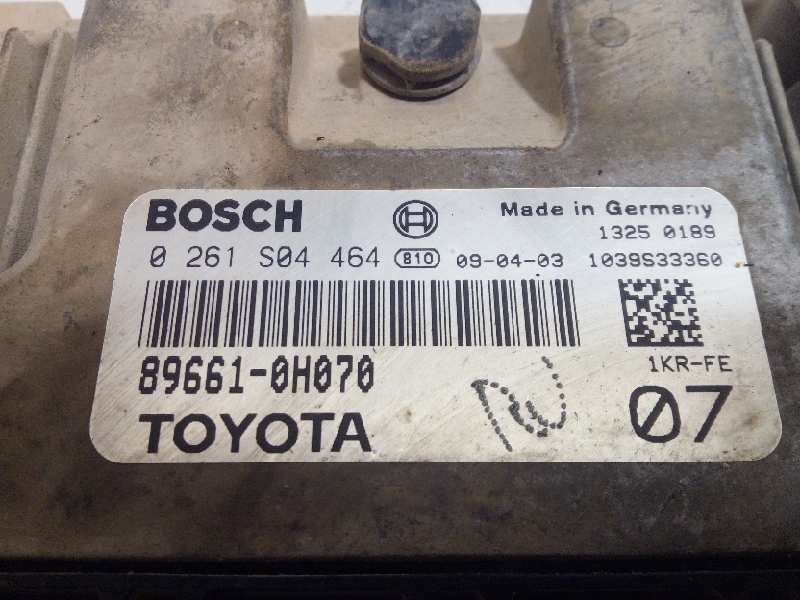 BOSCH Made in Germany
1325 0189
0 261 S04 464 810 09-04-03 1039S33360
89661-0H070 1KR-FE
TOYOTA 07